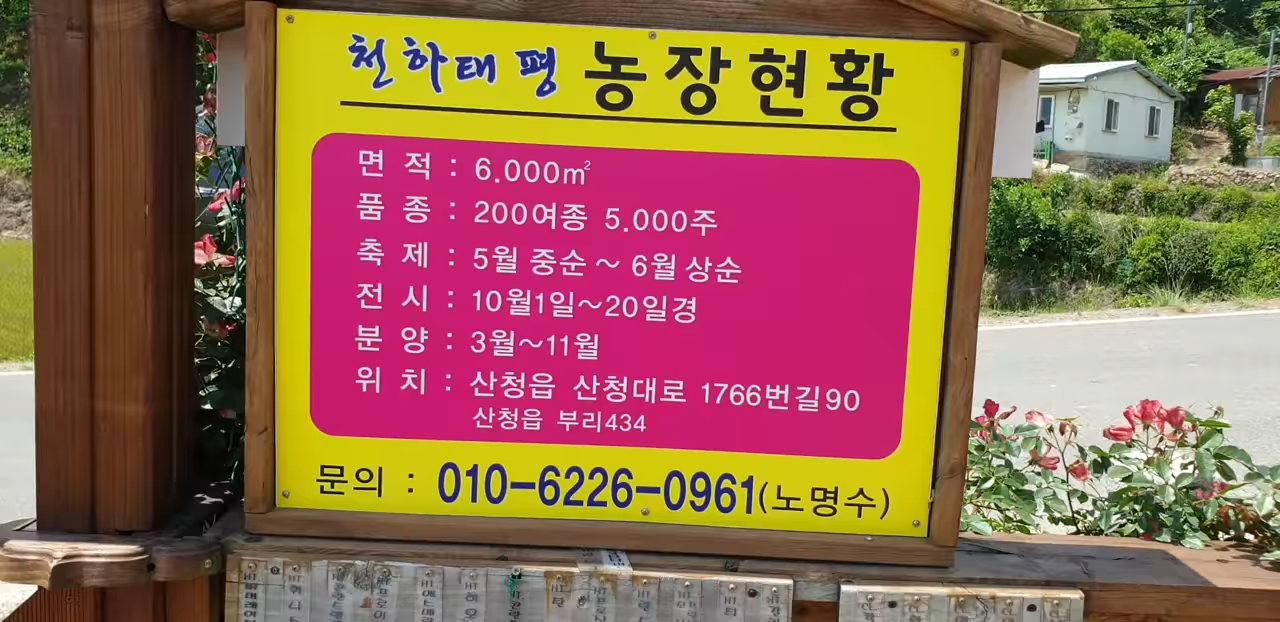 천하태평 농장현황
면 적 : 6.000㎡
품 종 : 200여종 5.000주
축 제 : 5월 중순 ~ 6월 상순
전 시 : 10월1일~20일경
분 양 : 3월~11월
위 치 : 산청읍 산청대로 1766번길90
산청읍 부리434
문의 : 010-6226-0961(노명수)